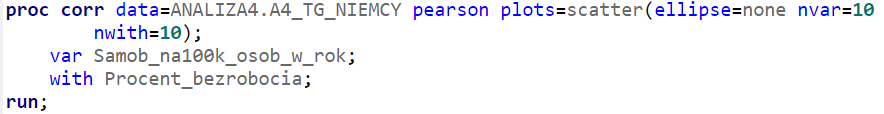 proc corr data=ANALIZA4.A4_TG_NIEMCY pearson plots=scatter(ellipse=none nvar=10
nwith=10);
var Samob_na100k_osob_w_rok;
with Procent_bezrobocia;
run;